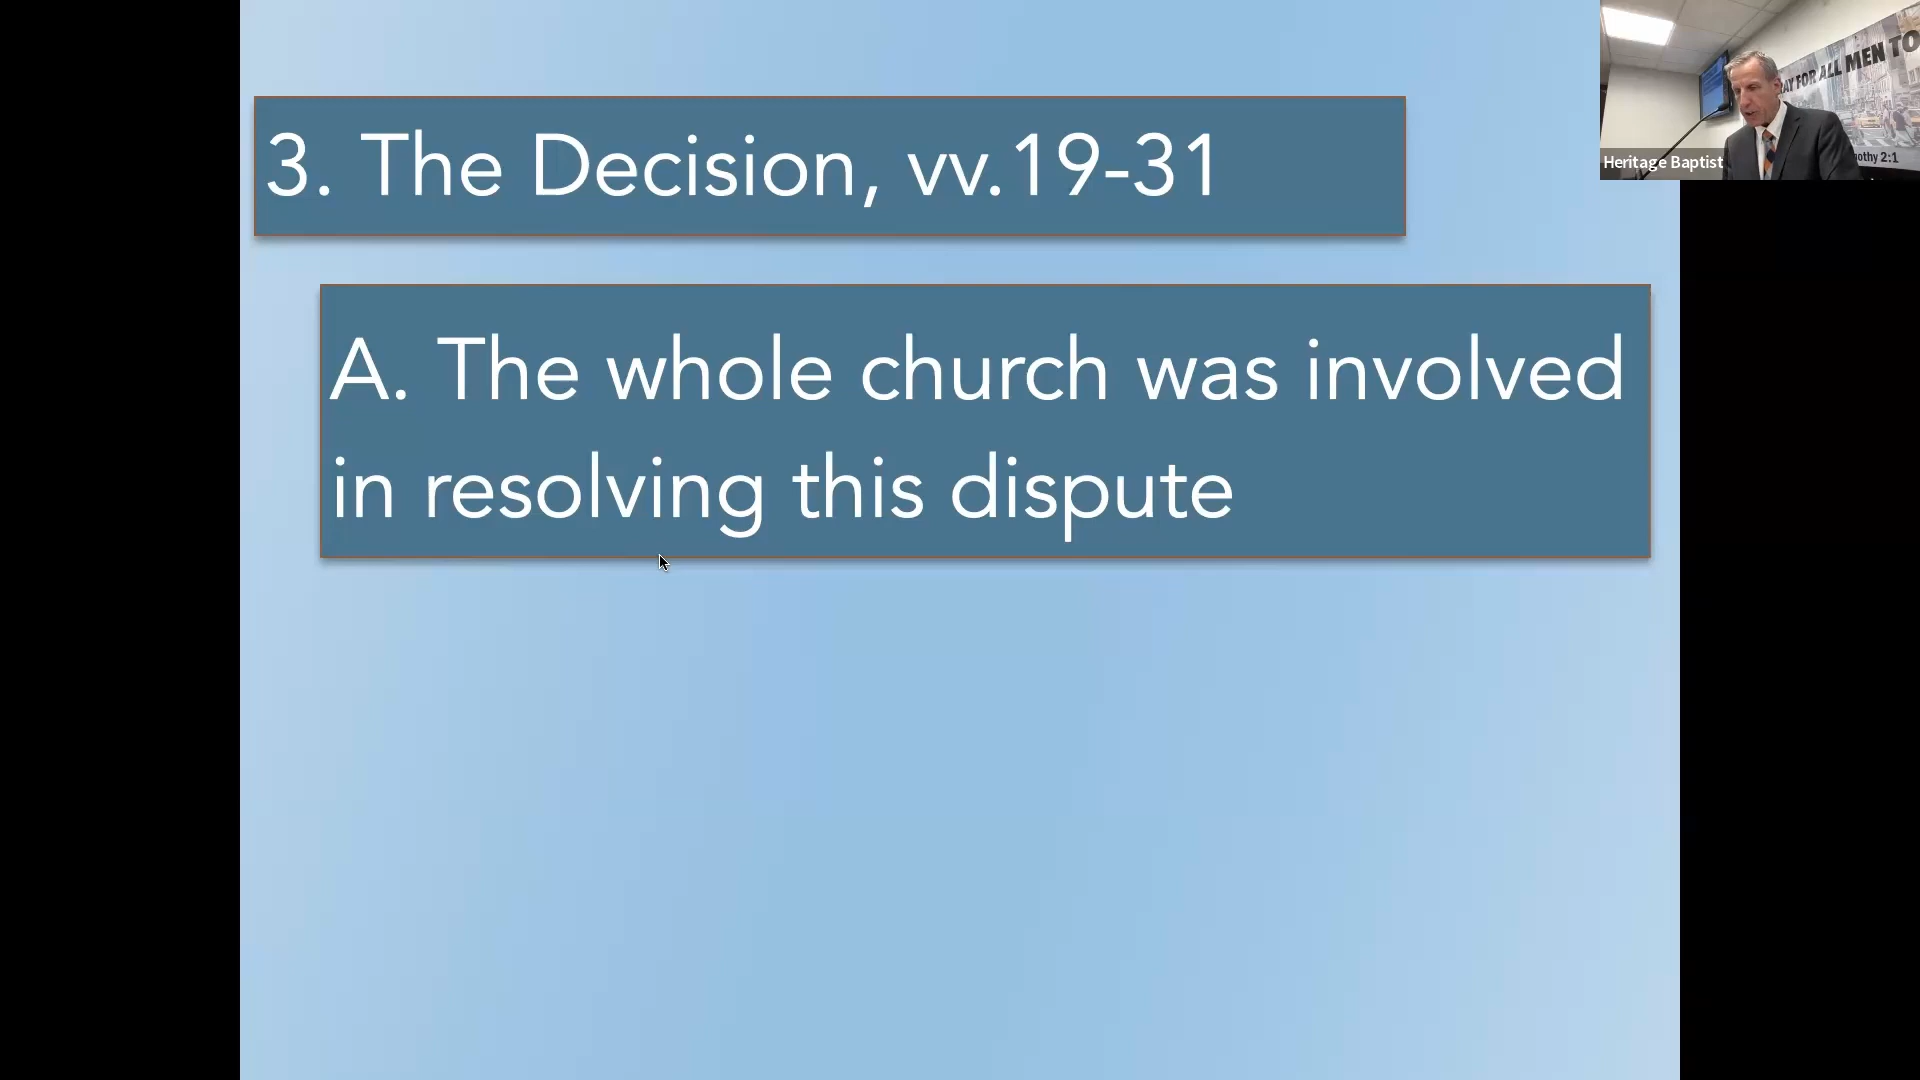 3. The Decision, vv.19-31
A. The whole church was involved
in resolving this dispute
AY FOR ALL MEN TO
othy 2:1
Heritage Baptist